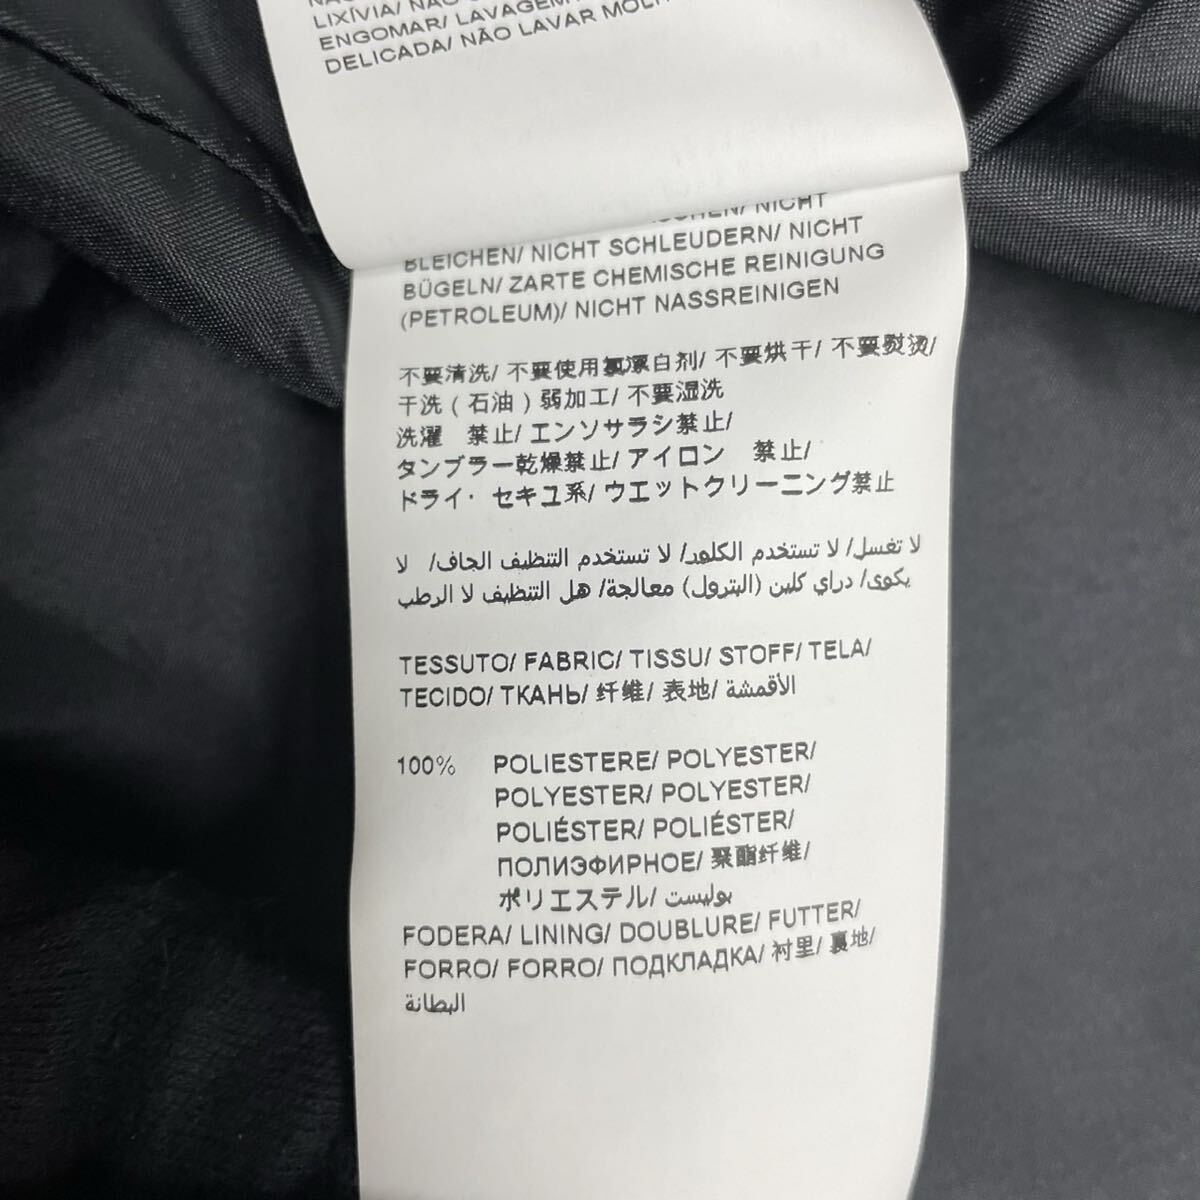 LIXÍVIA/ NÃO
ENGOMAR/ LAVAGEM
DELICADA/ NÃO LAVAR
NICHT
BLEICHEN/ NICHT SCHLEUDERN/ NICHT
BÜGELN/ ZARTE CHEMISCHE REINIGUNG
(PETROLEUM)/ NICHT NASSREINIGEN
不要清洗/ 不要使用氯漂白剂/ 不要烘干/ 不要熨烫/
干洗 ( 石油 ) 弱加工/ 不要湿洗
洗濯　禁止/ エンソサラシ禁止/
タンブラー乾燥禁止/ アイロン　禁止/
ドライ・セキユ系/ ウエットクリーニング禁止
لا تغسل/ لا تستخدم الكلور/ لا تستخدم التنظيف الجاف/ لا
يكوى/ دراي كلين (البترول) معالجة/ هل التنظيف لا الرطب
TESSUTO/ FABRIC/ TISSU/ STOFF/ TELA/
TECIDO/ ТКАНЬ/ 纤维/ 表地/ الأقمشة
100% POLIESTERE/ POLYESTER/
POLYESTER/ POLYESTER/
POLIÉSTER/ POLIÉSTER/
ПОЛИЭФИРНОЕ/ 聚酯纤维/
ポリエステル/ بوليست
FODERA/ LINING/ DOUBLURE/ FUTTER/
FORRO/ FORRO/ ПОДКЛАДКА/ 衬里/ 裏地/
البطانة